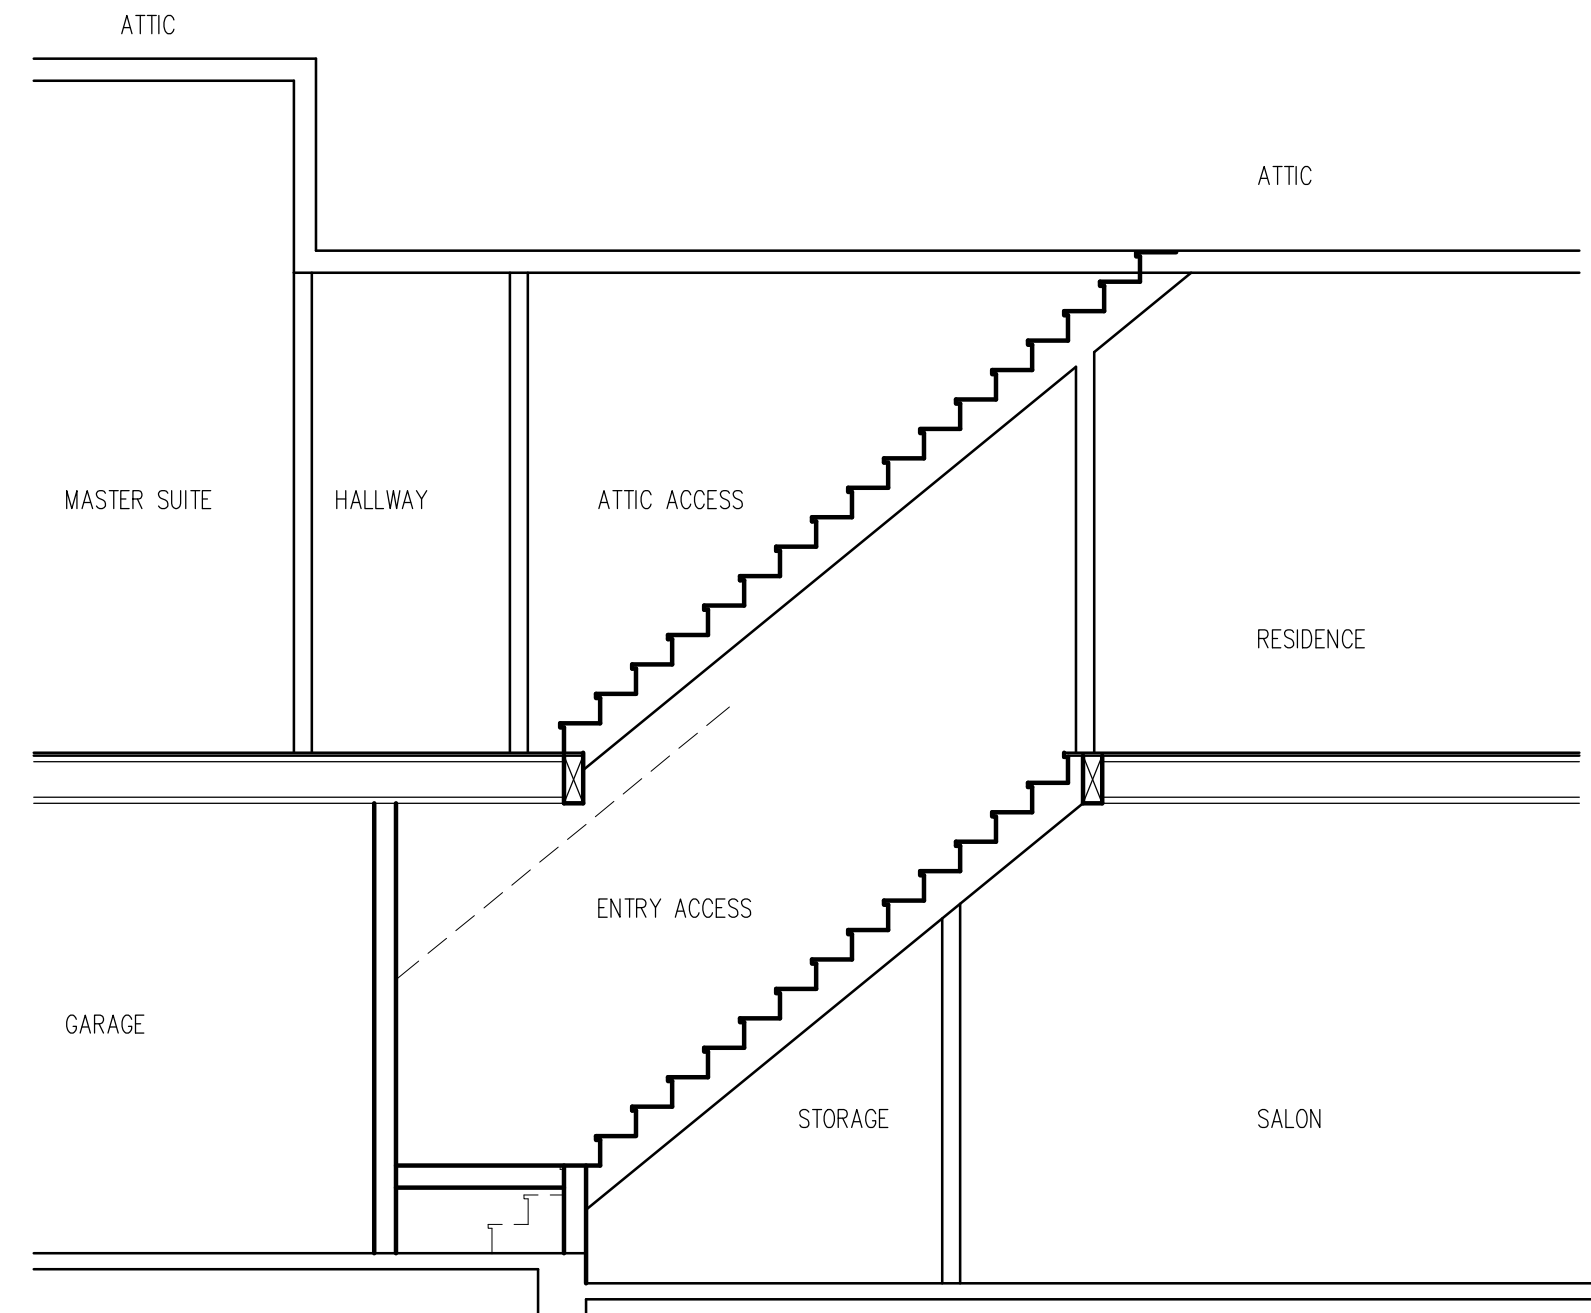 ATTIC
ATTIC
MASTER SUITE
HALLWAY
ATTIC ACCESS
RESIDENCE
ENTRY ACCESS
GARAGE
STORAGE
SALON